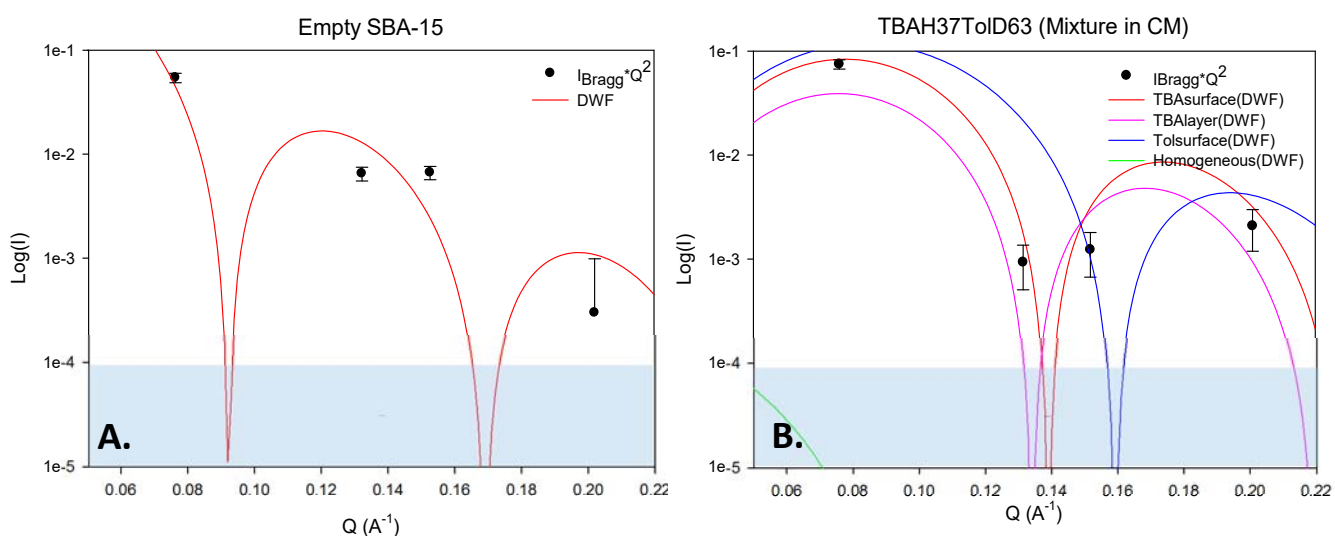 Empty SBA-15
1e-1
1e-2
1e-3
1e-4
1e-5
Log(I)
I_Bragg*Q^2
DWF
A.
0.06 0.08 0.10 0.12 0.14 0.16 0.18 0.20 0.22
Q (A^-1)
TBAH37TolD63 (Mixture in CM)
1e-1
1e-2
1e-3
1e-4
1e-5
Log(I)
IBragg*Q^2
TBAsurface(DWF)
TBAlayer(DWF)
Tolsurface(DWF)
Homogeneous(DWF)
B.
0.06 0.08 0.10 0.12 0.14 0.16 0.18 0.20 0.22
Q (A^-1)